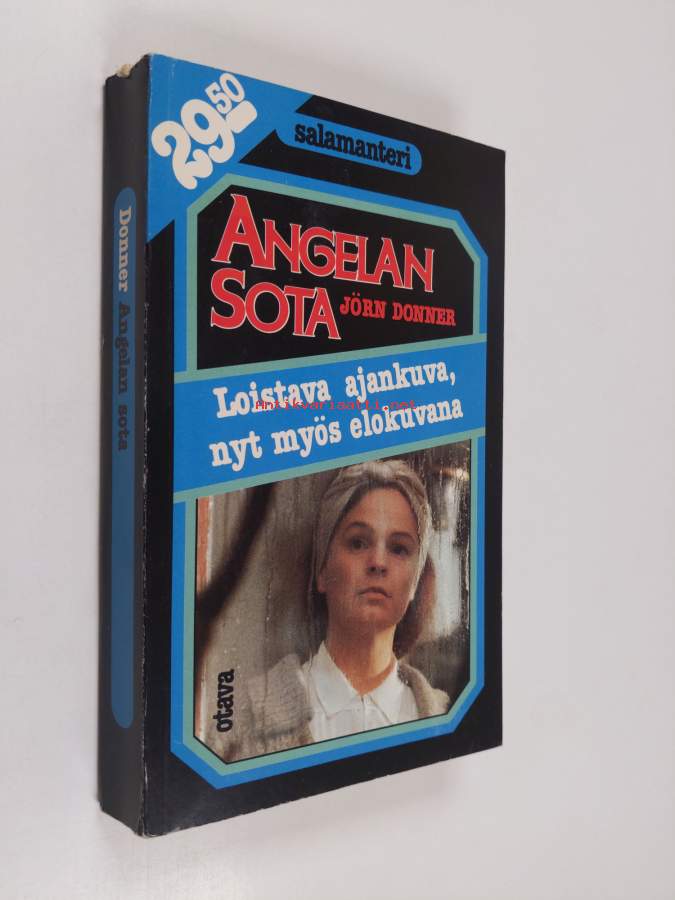 29.50
salamanteri
ANGELAN
SOTA
JÖRN DONNER
Loistava ajankuva,
nyt myös elokuvana
Antikvariaatti.net
otava
Donner Angelan sota